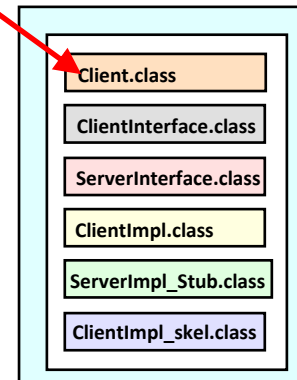 Client.class
ClientInterface.class
ServerInterface.class
ClientImpl.class
ServerImpl_Stub.class
ClientImpl_skel.class